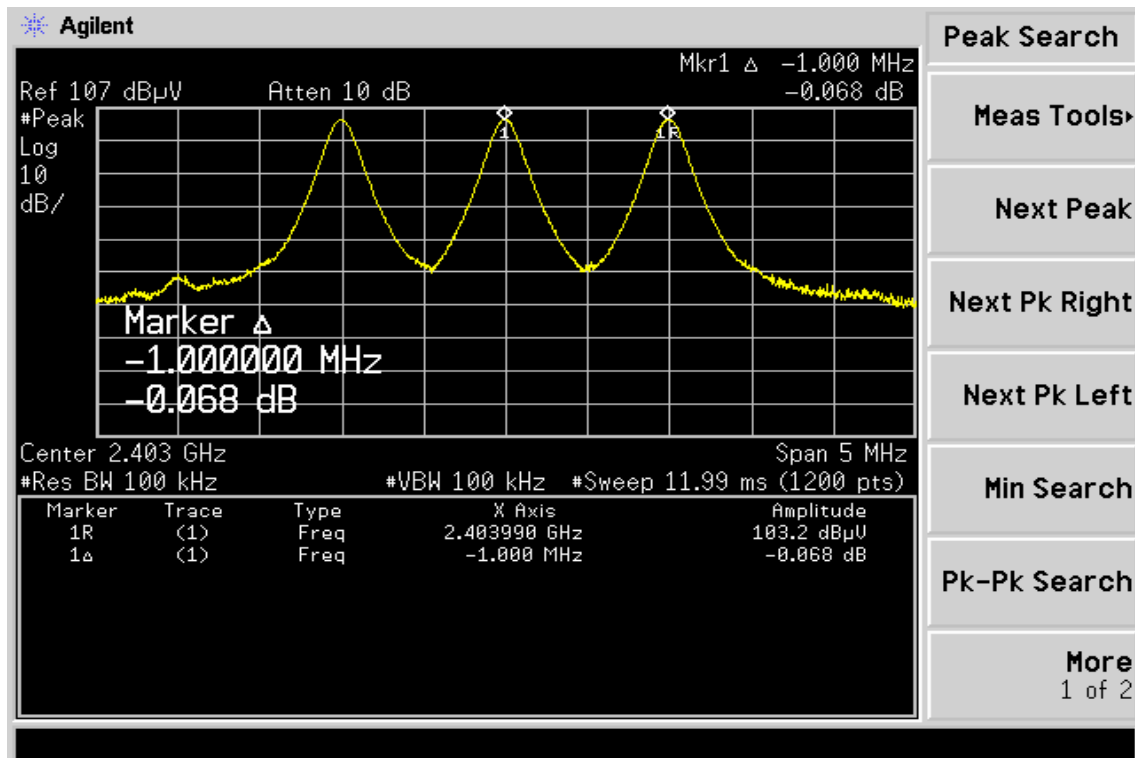 Agilent
Peak Search
Mkr1 Δ −1.000 MHz
Ref 107 dBµV Atten 10 dB −0.068 dB
#Peak
Log
10
dB/
1
1R
Marker Δ
−1.000000 MHz
−0.068 dB
Center 2.403 GHz Span 5 MHz
#Res BW 100 kHz #VBW 100 kHz #Sweep 11.99 ms (1200 pts)
Marker Trace Type X Axis Amplitude
1R (1) Freq 2.403990 GHz 103.2 dBµV
1Δ (1) Freq −1.000 MHz −0.068 dB
Meas Tools▸
Next Peak
Next Pk Right
Next Pk Left
Min Search
Pk–Pk Search
More
1 of 2